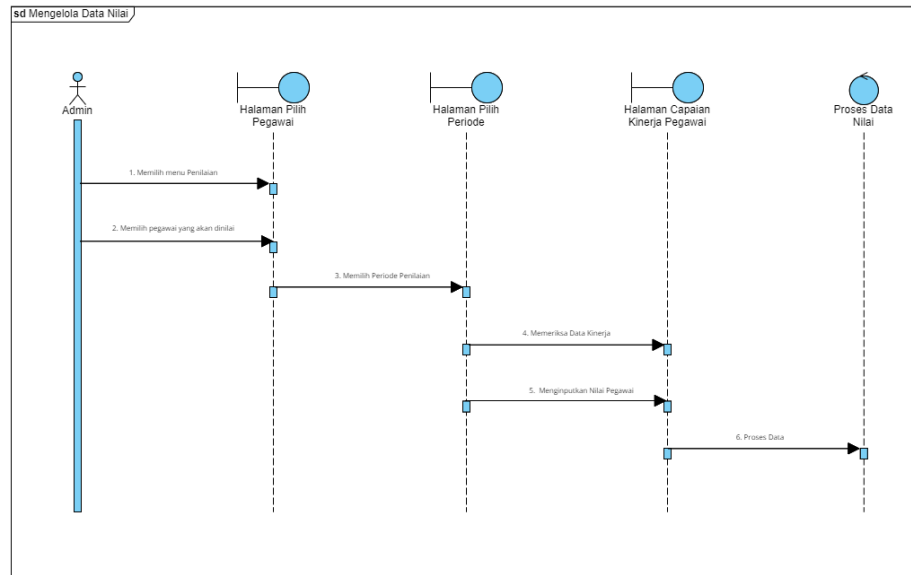 sd Mengelola Data Nilai
Admin
Halaman Pilih
Pegawai
Halaman Pilih
Periode
Halaman Capaian
Kinerja Pegawai
Proses Data
Nilai
1. Memilih menu Penilaian
2. Memilih pegawai yang akan dinilai
3. Memilih Periode Penilaian
4. Memeriksa Data Kinerja
5. Menginputkan Nilai Pegawai
6. Proses Data